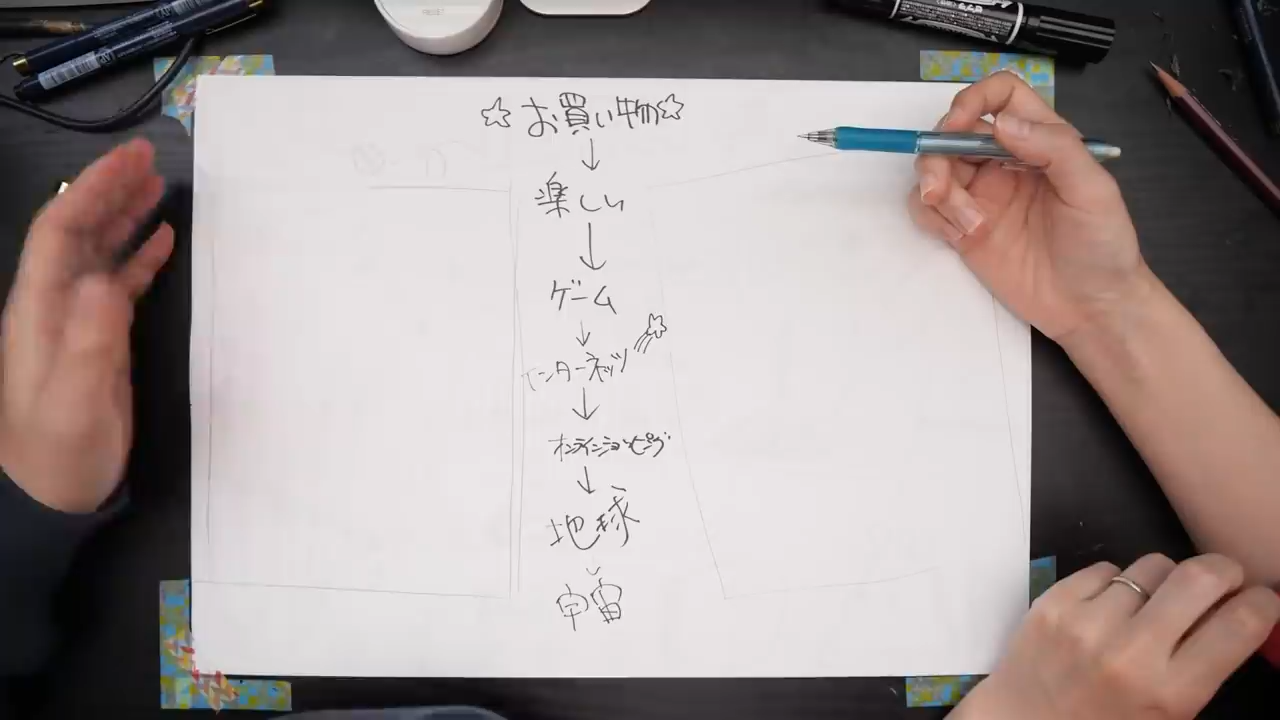 ☆お買い物☆
↓
楽しい
↓
ゲーム
↓
インターネッツ
↓
オンラインショッピング
↓
地球
宇宙